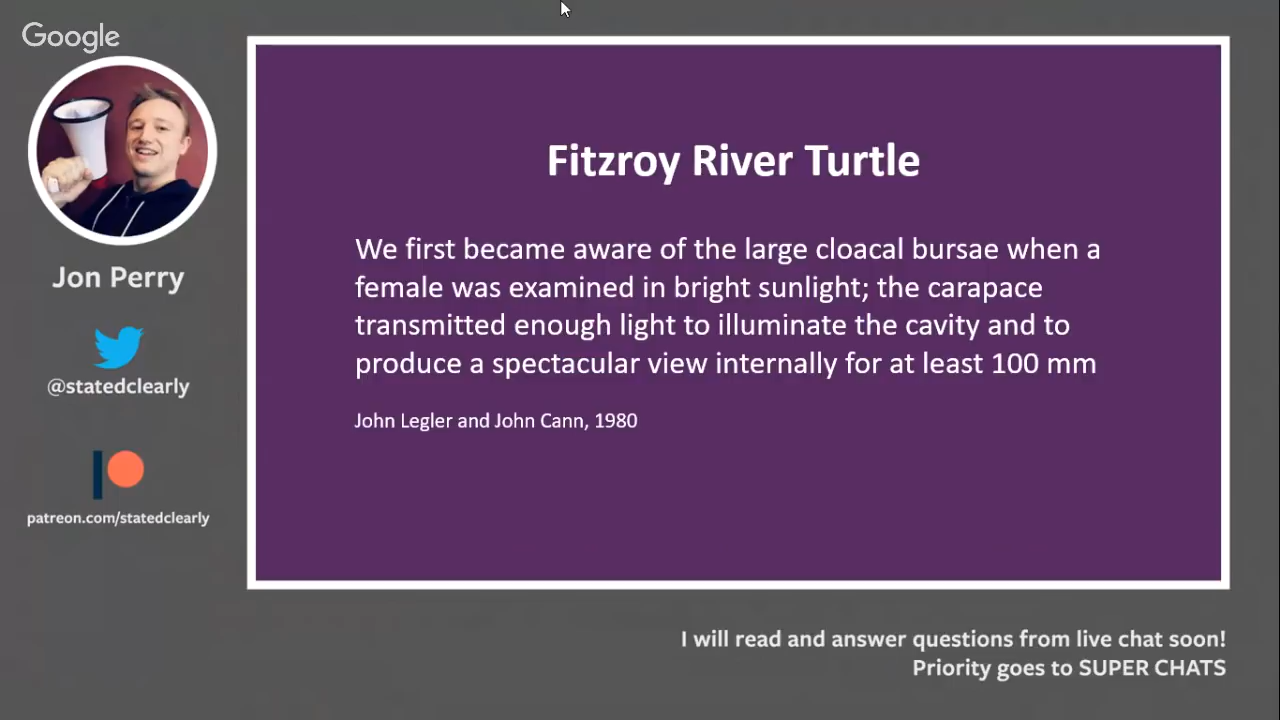 Google
Jon Perry
@statedclearly
patreon.com/statedclearly
Fitzroy River Turtle
We first became aware of the large cloacal bursae when a
female was examined in bright sunlight; the carapace
transmitted enough light to illuminate the cavity and to
produce a spectacular view internally for at least 100 mm
John Legler and John Cann, 1980
I will read and answer questions from live chat soon!
Priority goes to SUPER CHATS